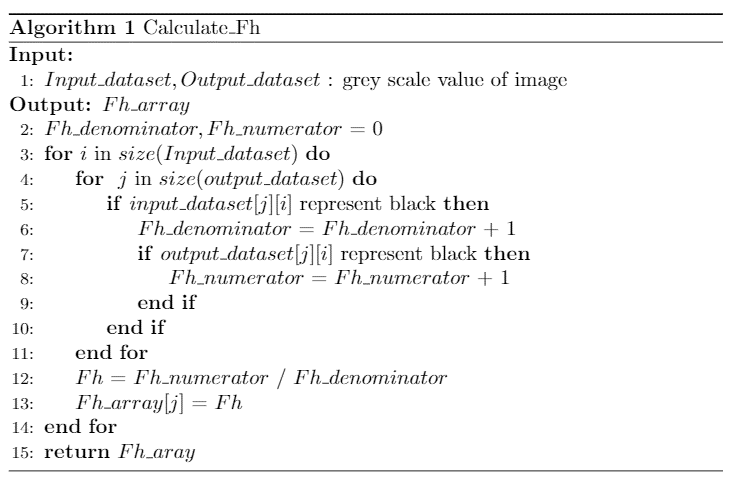 Algorithm 1 Calculate_Fh
Input:
1: Input_dataset, Output_dataset : grey scale value of image
Output: Fh_array
2: Fh_denominator, Fh_numerator = 0
3: for i in size(Input_dataset) do
4: for j in size(output_dataset) do
5: if input_dataset[j][i] represent black then
6: Fh_denominator = Fh_denominator + 1
7: if output_dataset[j][i] represent black then
8: Fh_numerator = Fh_numerator + 1
9: end if
10: end if
11: end for
12: Fh = Fh_numerator / Fh_denominator
13: Fh_array[j] = Fh
14: end for
15: return Fh_aray